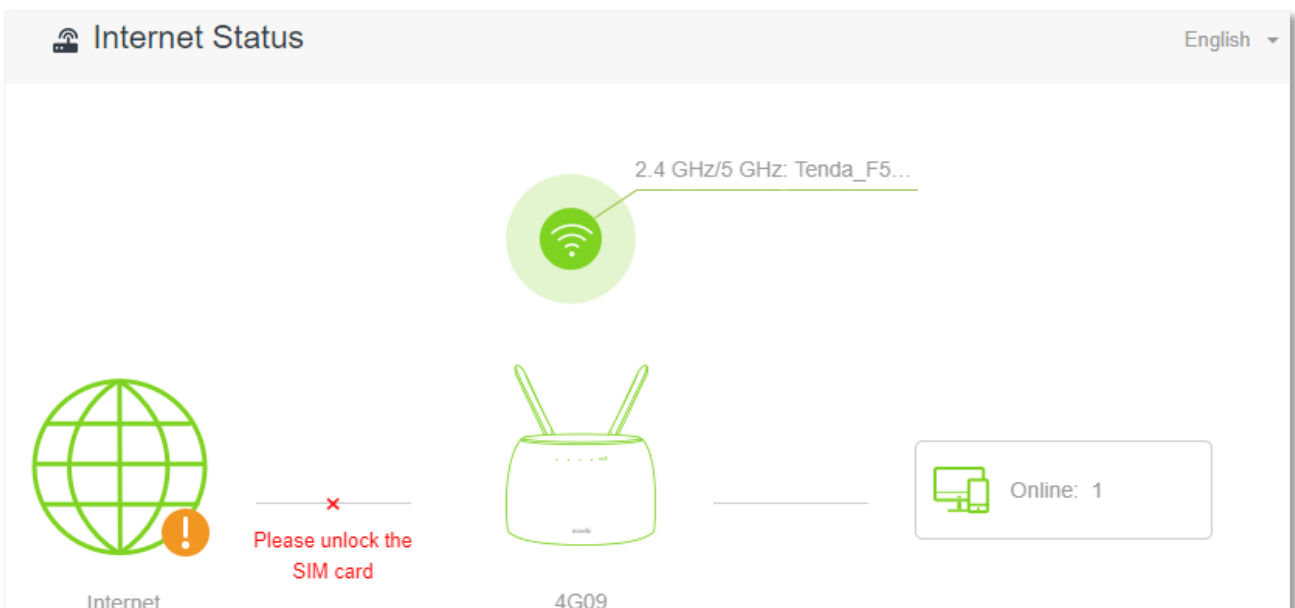 Internet Status
English
2.4 GHz/5 GHz: Tenda_F5...
Online: 1
Please unlock the
SIM card
Internet
4G09